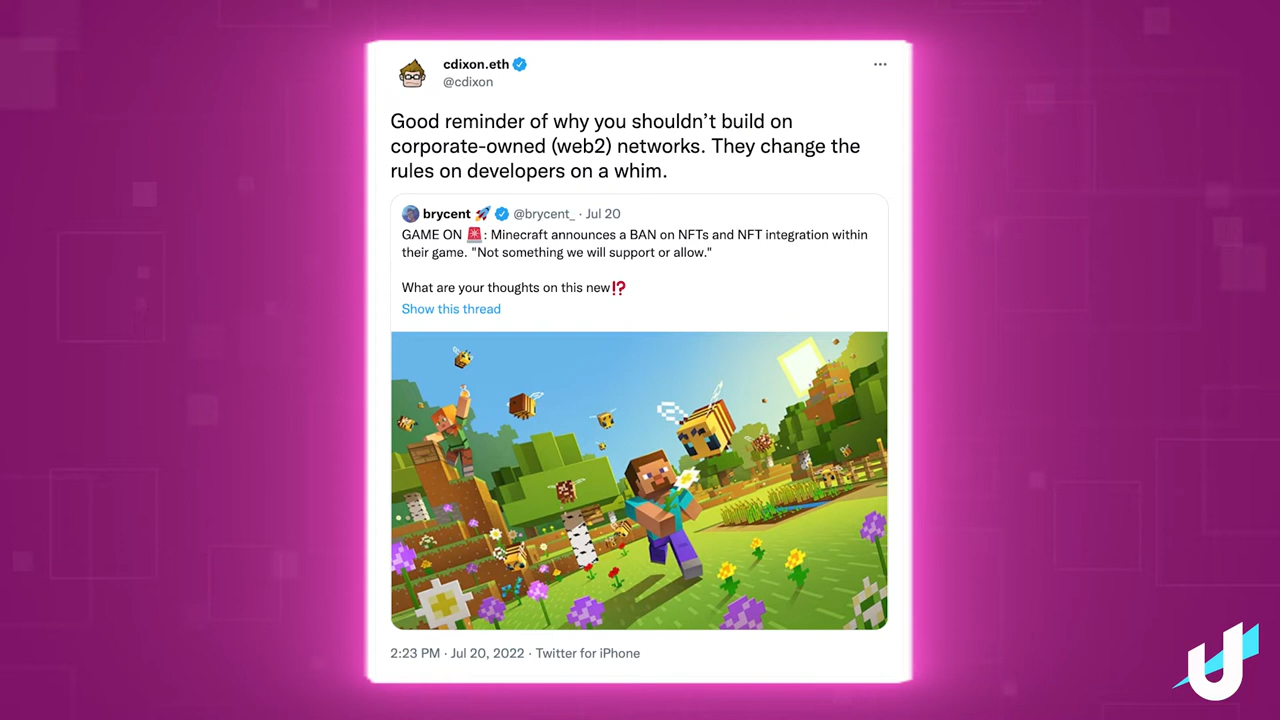 cdixon.eth
@cdixon
Good reminder of why you shouldn’t build on
corporate-owned (web2) networks. They change the
rules on developers on a whim.
brycent 🚀 @brycent_ · Jul 20
GAME ON 🚨: Minecraft announces a BAN on NFTs and NFT integration within
their game. "Not something we will support or allow."
What are your thoughts on this new⁉️
Show this thread
2:23 PM · Jul 20, 2022 · Twitter for iPhone